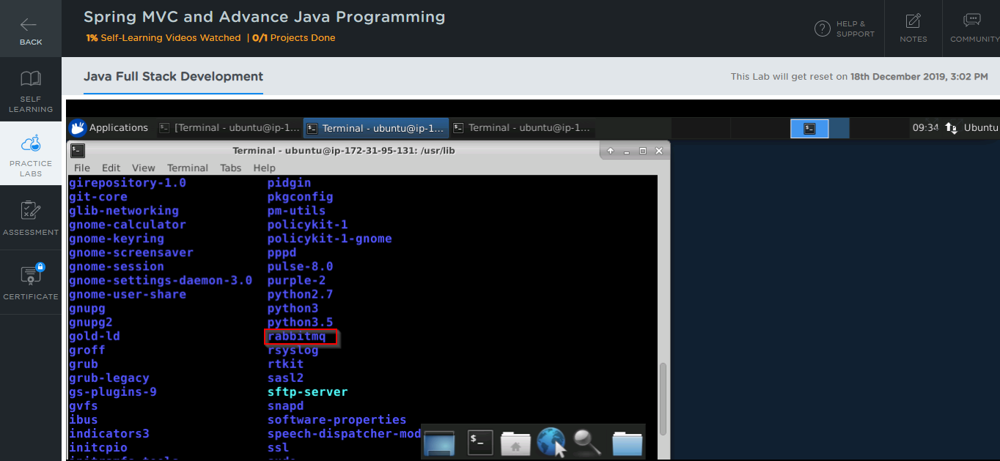 BACK
Spring MVC and Advance Java Programming
1% Self-Learning Videos Watched | 0/1 Projects Done
HELP & SUPPORT
NOTES
COMMUNITY
SELF LEARNING
PRACTICE LABS
ASSESSMENT
CERTIFICATE
Java Full Stack Development
This Lab will get reset on 18th December 2019, 3:02 PM
Applications
[Terminal - ubuntu@ip-1...
Terminal - ubuntu@ip-1...
Terminal - ubuntu@ip-1...
09:34
Ubuntu
Terminal - ubuntu@ip-172-31-95-131: /usr/lib
File Edit View Terminal Tabs Help
girepository-1.0 pidgin
git-core pkgconfig
glib-networking pm-utils
gnome-calculator policykit-1
gnome-keyring policykit-1-gnome
gnome-screensaver pppd
gnome-session pulse-8.0
gnome-settings-daemon-3.0 purple-2
gnome-user-share python2.7
gnupg python3
gnupg2 python3.5
gold-ld rabbitmq
groff rsyslog
grub rtkit
grub-legacy sasl2
gs-plugins-9 sftp-server
gvfs snapd
ibus software-properties
indicators3 speech-dispatcher-mod
initcpio ssl